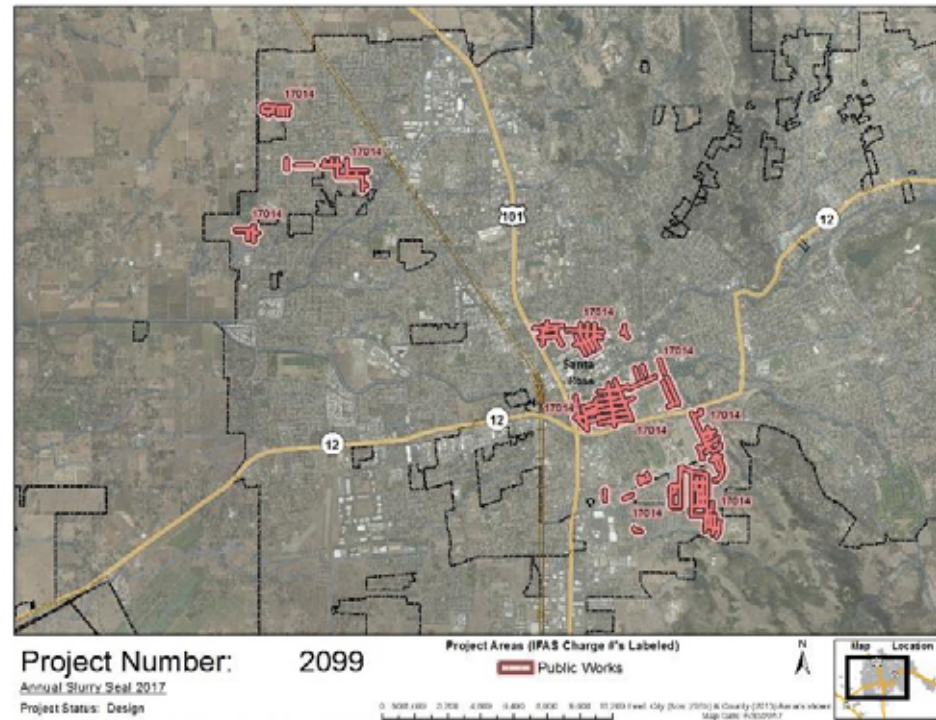 17014
17014
17014
101
12
17014
Santa
Rosa
17014
17014
17014
12
12
17014
17014
17014
Project Number: 2099
Annual Slurry Seal 2017
Project Status: Design
Project Areas (IFAS Charge #'s Labeled)
Public Works
N
Map Location
Feet